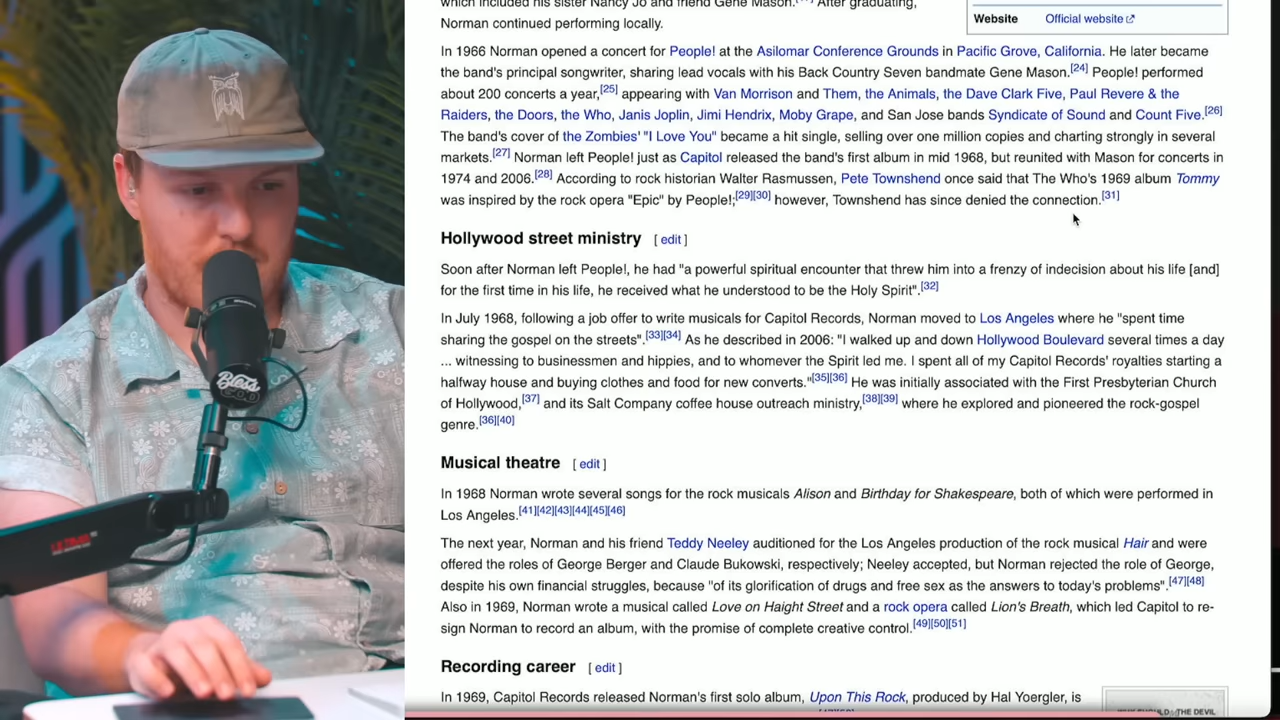 which included his sister Nancy Jo and friend Gene Mason. After graduating,
Norman continued performing locally.
Website Official website
In 1966 Norman opened a concert for People! at the Asilomar Conference Grounds in Pacific Grove, California. He later became
the band's principal songwriter, sharing lead vocals with his Back Country Seven bandmate Gene Mason.[24] People! performed
about 200 concerts a year,[25] appearing with Van Morrison and Them, the Animals, the Dave Clark Five, Paul Revere & the
Raiders, the Doors, the Who, Janis Joplin, Jimi Hendrix, Moby Grape, and San Jose bands Syndicate of Sound and Count Five.[26]
The band's cover of the Zombies' "I Love You" became a hit single, selling over one million copies and charting strongly in several
markets.[27] Norman left People! just as Capitol released the band's first album in mid 1968, but reunited with Mason for concerts in
1974 and 2006.[28] According to rock historian Walter Rasmussen, Pete Townshend once said that The Who's 1969 album Tommy
was inspired by the rock opera "Epic" by People!;[29][30] however, Townshend has since denied the connection.[31]
Hollywood street ministry [ edit ]
Soon after Norman left People!, he had "a powerful spiritual encounter that threw him into a frenzy of indecision about his life [and]
for the first time in his life, he received what he understood to be the Holy Spirit".[32]
In July 1968, following a job offer to write musicals for Capitol Records, Norman moved to Los Angeles where he "spent time
sharing the gospel on the streets".[33][34] As he described in 2006: "I walked up and down Hollywood Boulevard several times a day
... witnessing to businessmen and hippies, and to whomever the Spirit led me. I spent all of my Capitol Records' royalties starting a
halfway house and buying clothes and food for new converts."[35][36] He was initially associated with the First Presbyterian Church
of Hollywood,[37] and its Salt Company coffee house outreach ministry,[38][39] where he explored and pioneered the rock-gospel
genre.[36][40]
Musical theatre [ edit ]
In 1968 Norman wrote several songs for the rock musicals Alison and Birthday for Shakespeare, both of which were performed in
Los Angeles.[41][42][43][44][45][46]
The next year, Norman and his friend Teddy Neeley auditioned for the Los Angeles production of the rock musical Hair and were
offered the roles of George Berger and Claude Bukowski, respectively; Neeley accepted, but Norman rejected the role of George,
despite his own financial struggles, because "of its glorification of drugs and free sex as the answers to today's problems".[47][48]
Also in 1969, Norman wrote a musical called Love on Haight Street and a rock opera called Lion's Breath, which led Capitol to re-
sign Norman to record an album, with the promise of complete creative control.[49][50][51]
Recording career [ edit ]
In 1969, Capitol Records released Norman's first solo album, Upon This Rock, produced by Hal Yoergler, is
THE DEVIL
Bless
God